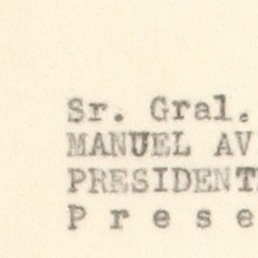 Sr. Gral.
MANUEL AV
PRESIDENT
P r e s e